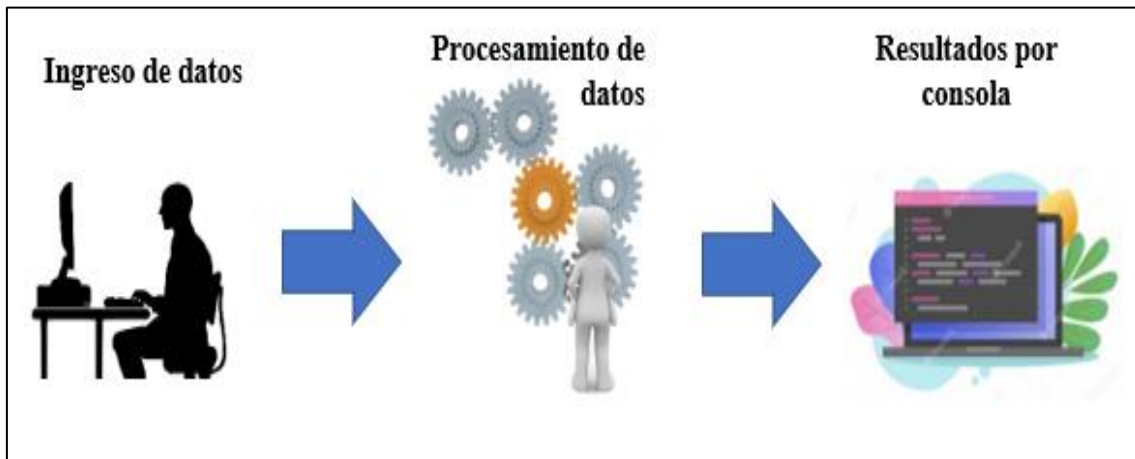 Ingreso de datos
Procesamiento de
datos
Resultados por
consola